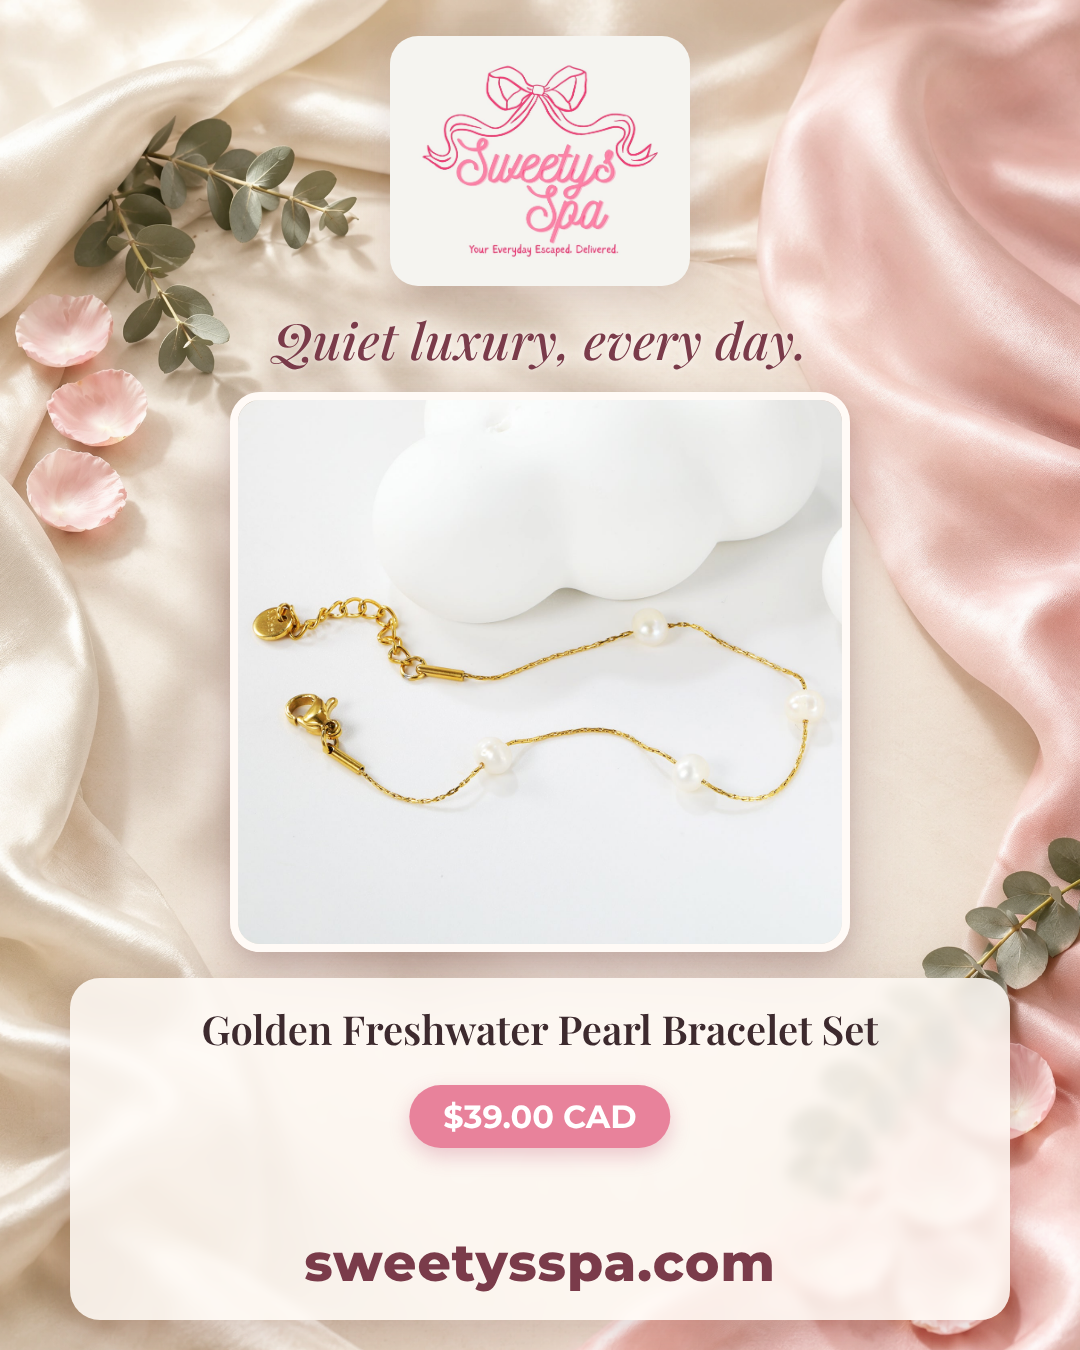 Sweetys
Spa
Your Everyday Escaped. Delivered.
Quiet luxury, every day.
Golden Freshwater Pearl Bracelet Set
$39.00 CAD
sweetysspa.com